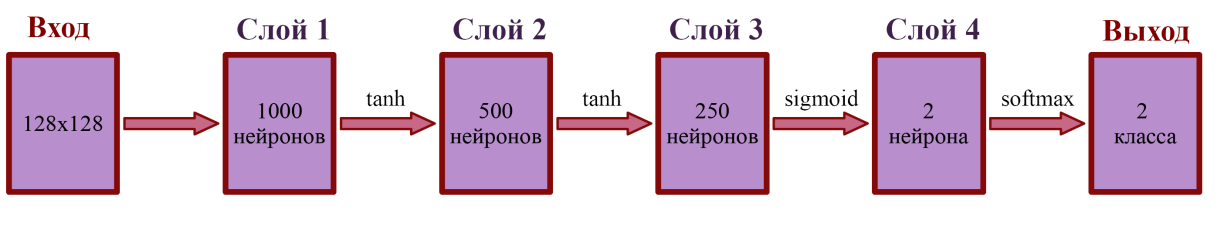 Вход
Слой 1
Слой 2
Слой 3
Слой 4
Выход
128x128
1000
нейронов
tanh
500
нейронов
tanh
250
нейронов
sigmoid
2
нейрона
softmax
2
класса